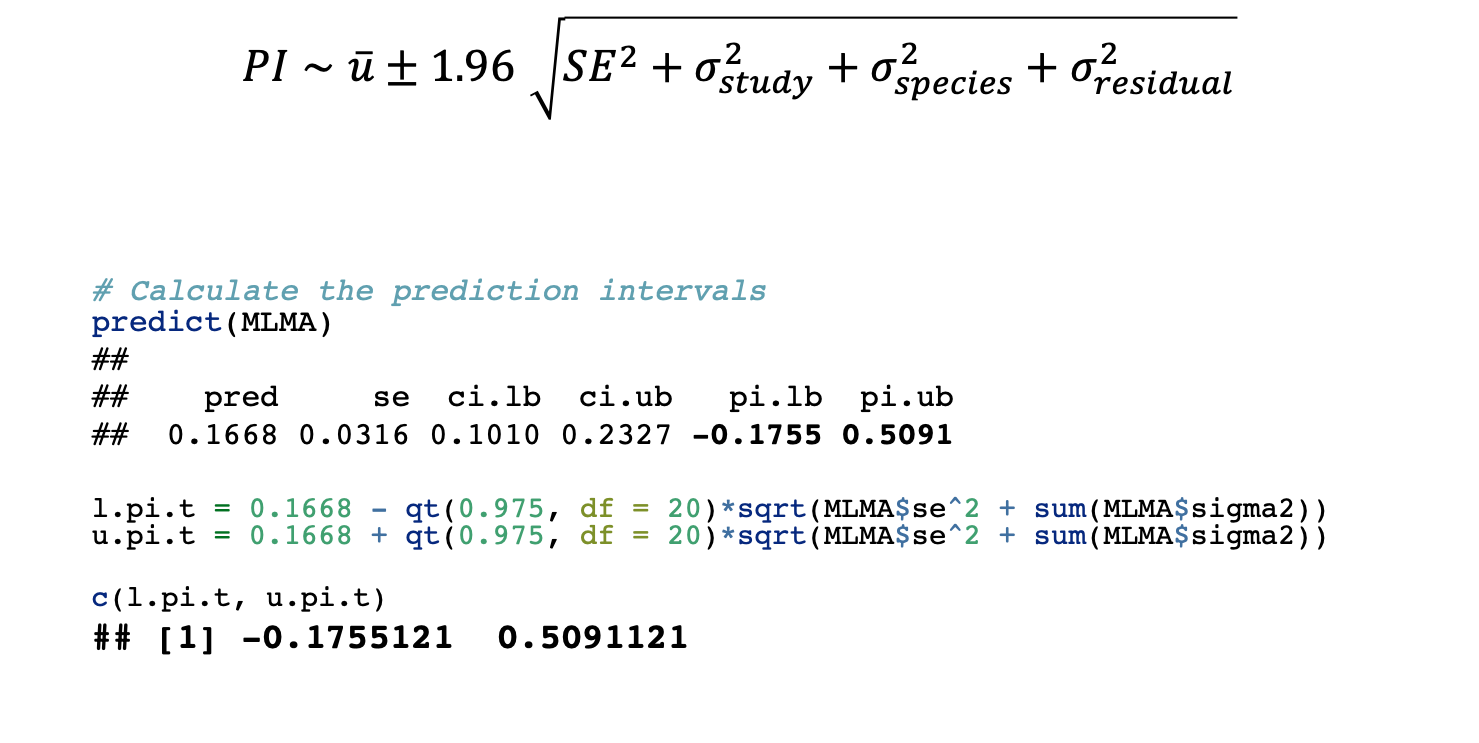 PI ~ ū ± 1.96 √(SE² + σ²study + σ²species + σ²residual)
# Calculate the prediction intervals
predict(MLMA)
##
##    pred     se  ci.lb  ci.ub   pi.lb  pi.ub
##  0.1668 0.0316 0.1010 0.2327 -0.1755 0.5091
l.pi.t = 0.1668 - qt(0.975, df = 20)*sqrt(MLMA$se^2 + sum(MLMA$sigma2))
u.pi.t = 0.1668 + qt(0.975, df = 20)*sqrt(MLMA$se^2 + sum(MLMA$sigma2))
c(l.pi.t, u.pi.t)
## [1] -0.1755121  0.5091121